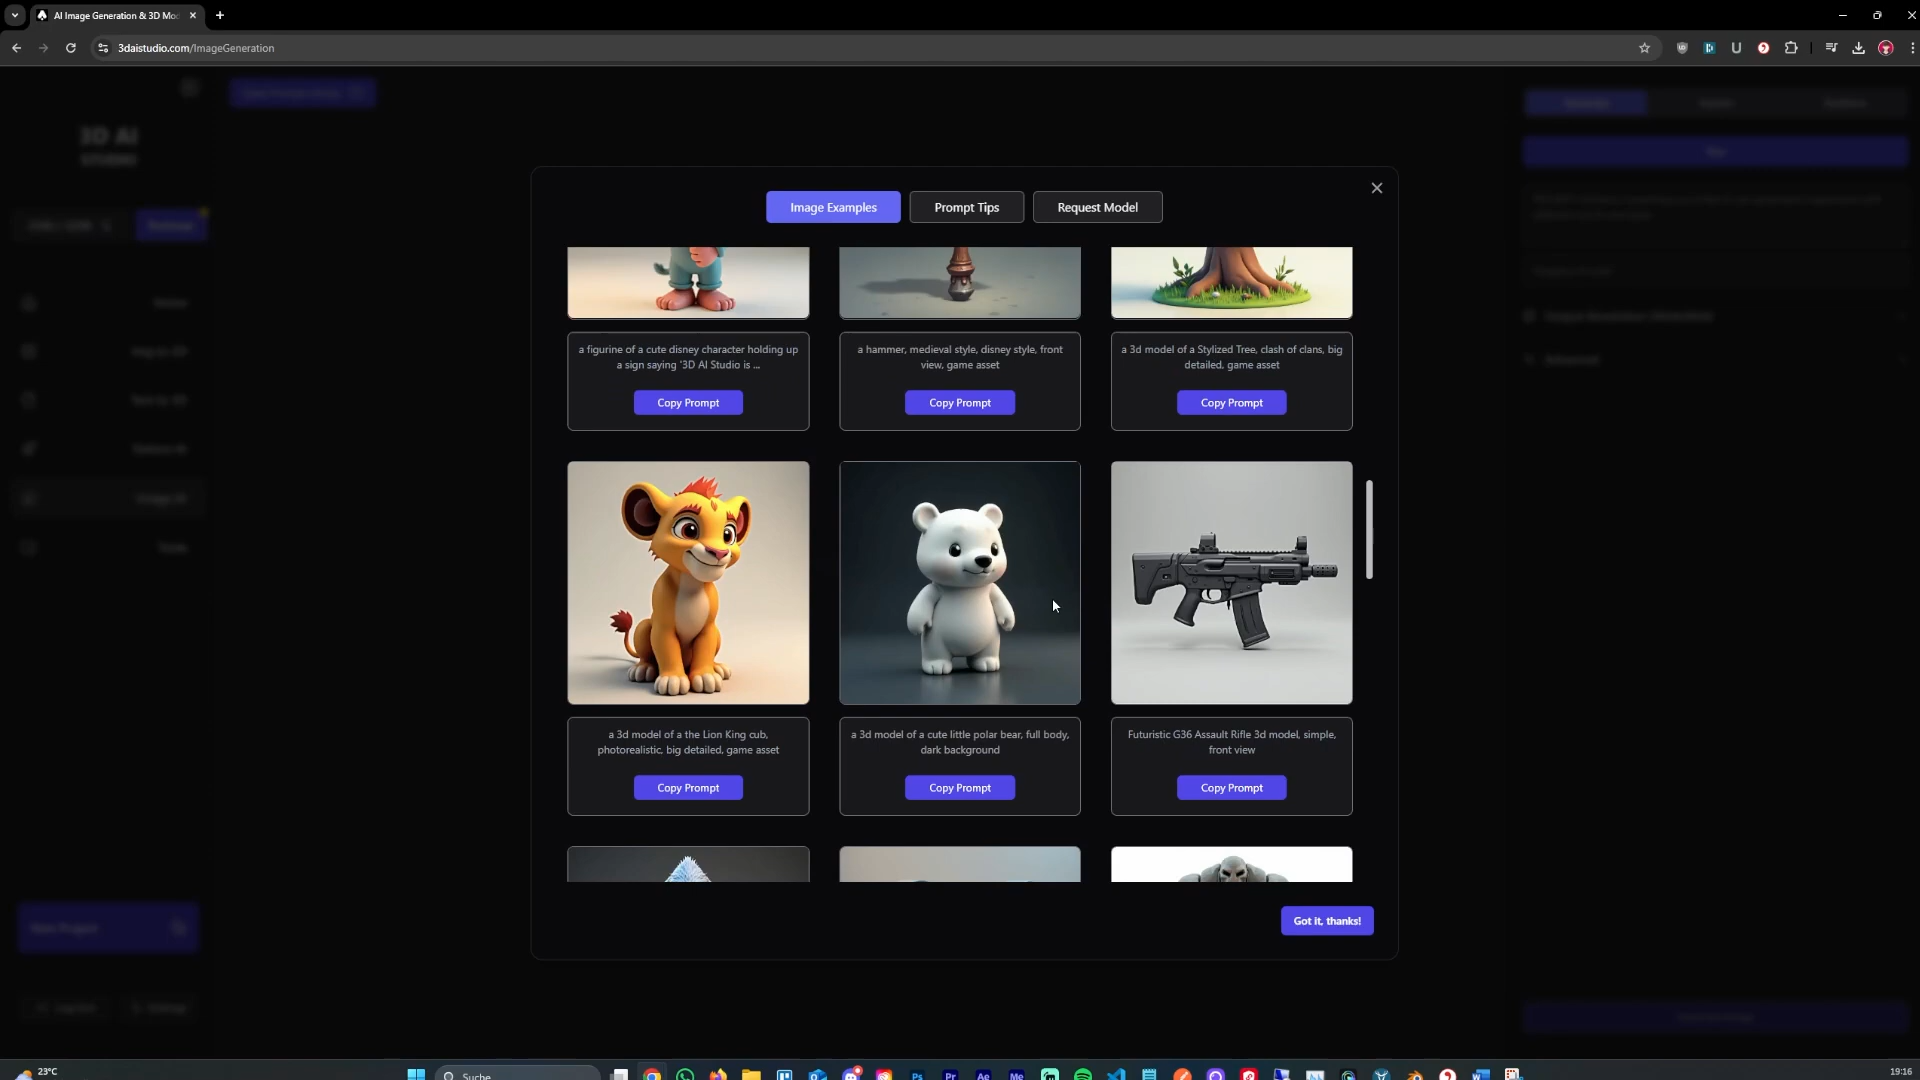 AI Image Generation & 3D Mo
3daistudio.com/ImageGeneration
3D AI
STUDIO
Image Examples
Prompt Tips
Request Model
a figurine of a cute disney character holding up
a sign saying '3D AI Studio is ...
Copy Prompt
a hammer, medieval style, disney style, front
view, game asset
Copy Prompt
a 3d model of a Stylized Tree, clash of clans, big
detailed, game asset
Copy Prompt
a 3d model of a the Lion King cub,
photorealistic, big detailed, game asset
Copy Prompt
a 3d model of a cute little polar bear, full body,
dark background
Copy Prompt
Futuristic G36 Assault Rifle 3d model, simple,
front view
Copy Prompt
Got it, thanks!
23°C
Suche
19:16